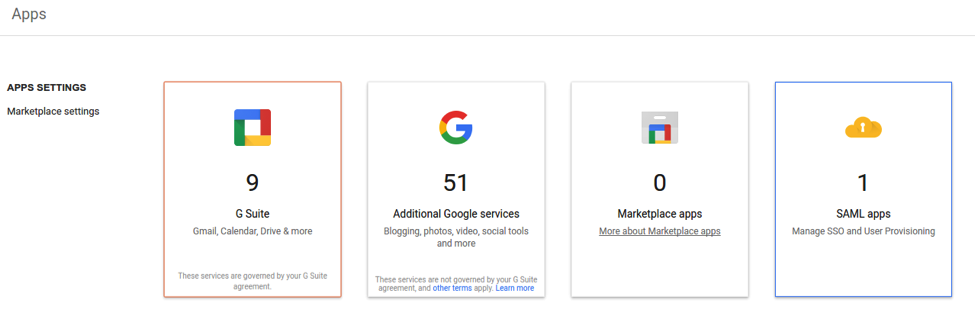 Apps
APPS SETTINGS
Marketplace settings
9
G Suite
Gmail, Calendar, Drive & more
These services are governed by your G Suite
agreement.
51
Additional Google services
Blogging, photos, video, social tools
and more
These services are not governed by your G Suite
agreement, and other terms apply. Learn more
0
Marketplace apps
More about Marketplace apps
1
SAML apps
Manage SSO and User Provisioning